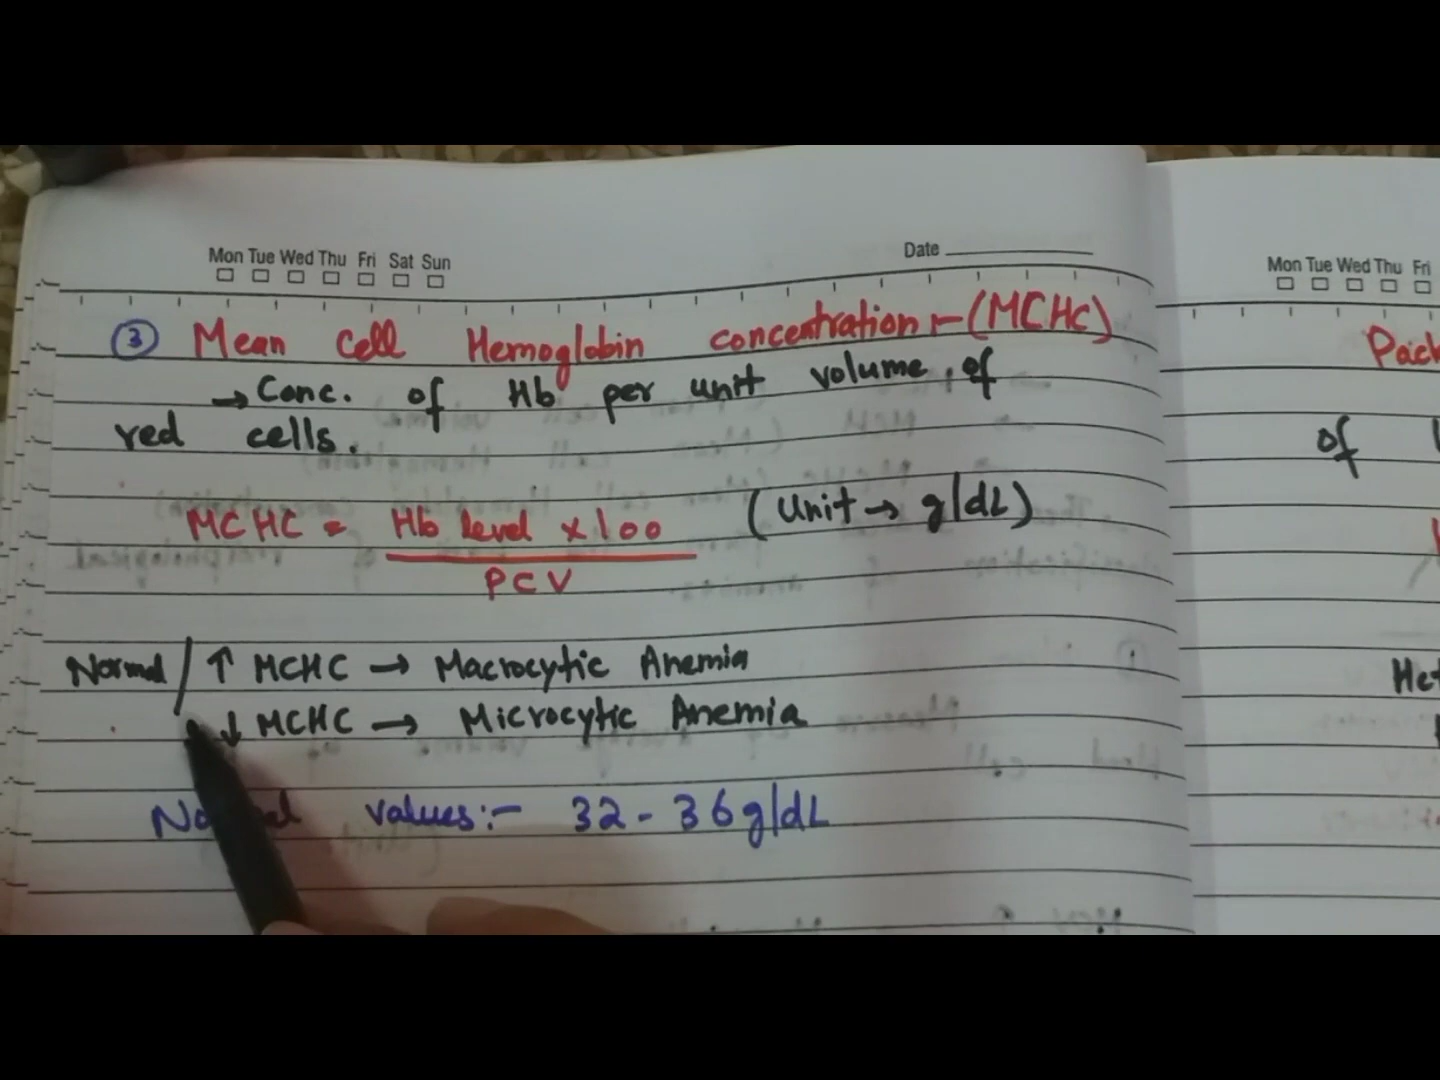 Mon Tue Wed Thu Fri Sat Sun
Date
③ Mean Cell Hemoglobin concentration :- (MCHC)
→ Conc. of Hb per unit volume of
red cells.
MCHC = Hb level x 100 (Unit → g/dL)
PCV
Normal / ↑ MCHC → Macrocytic Anemia
↓ MCHC → Microcytic Anemia
values:- 32 - 36 g/dL
Mon Tue Wed Thu Fri
Pack
of
Het